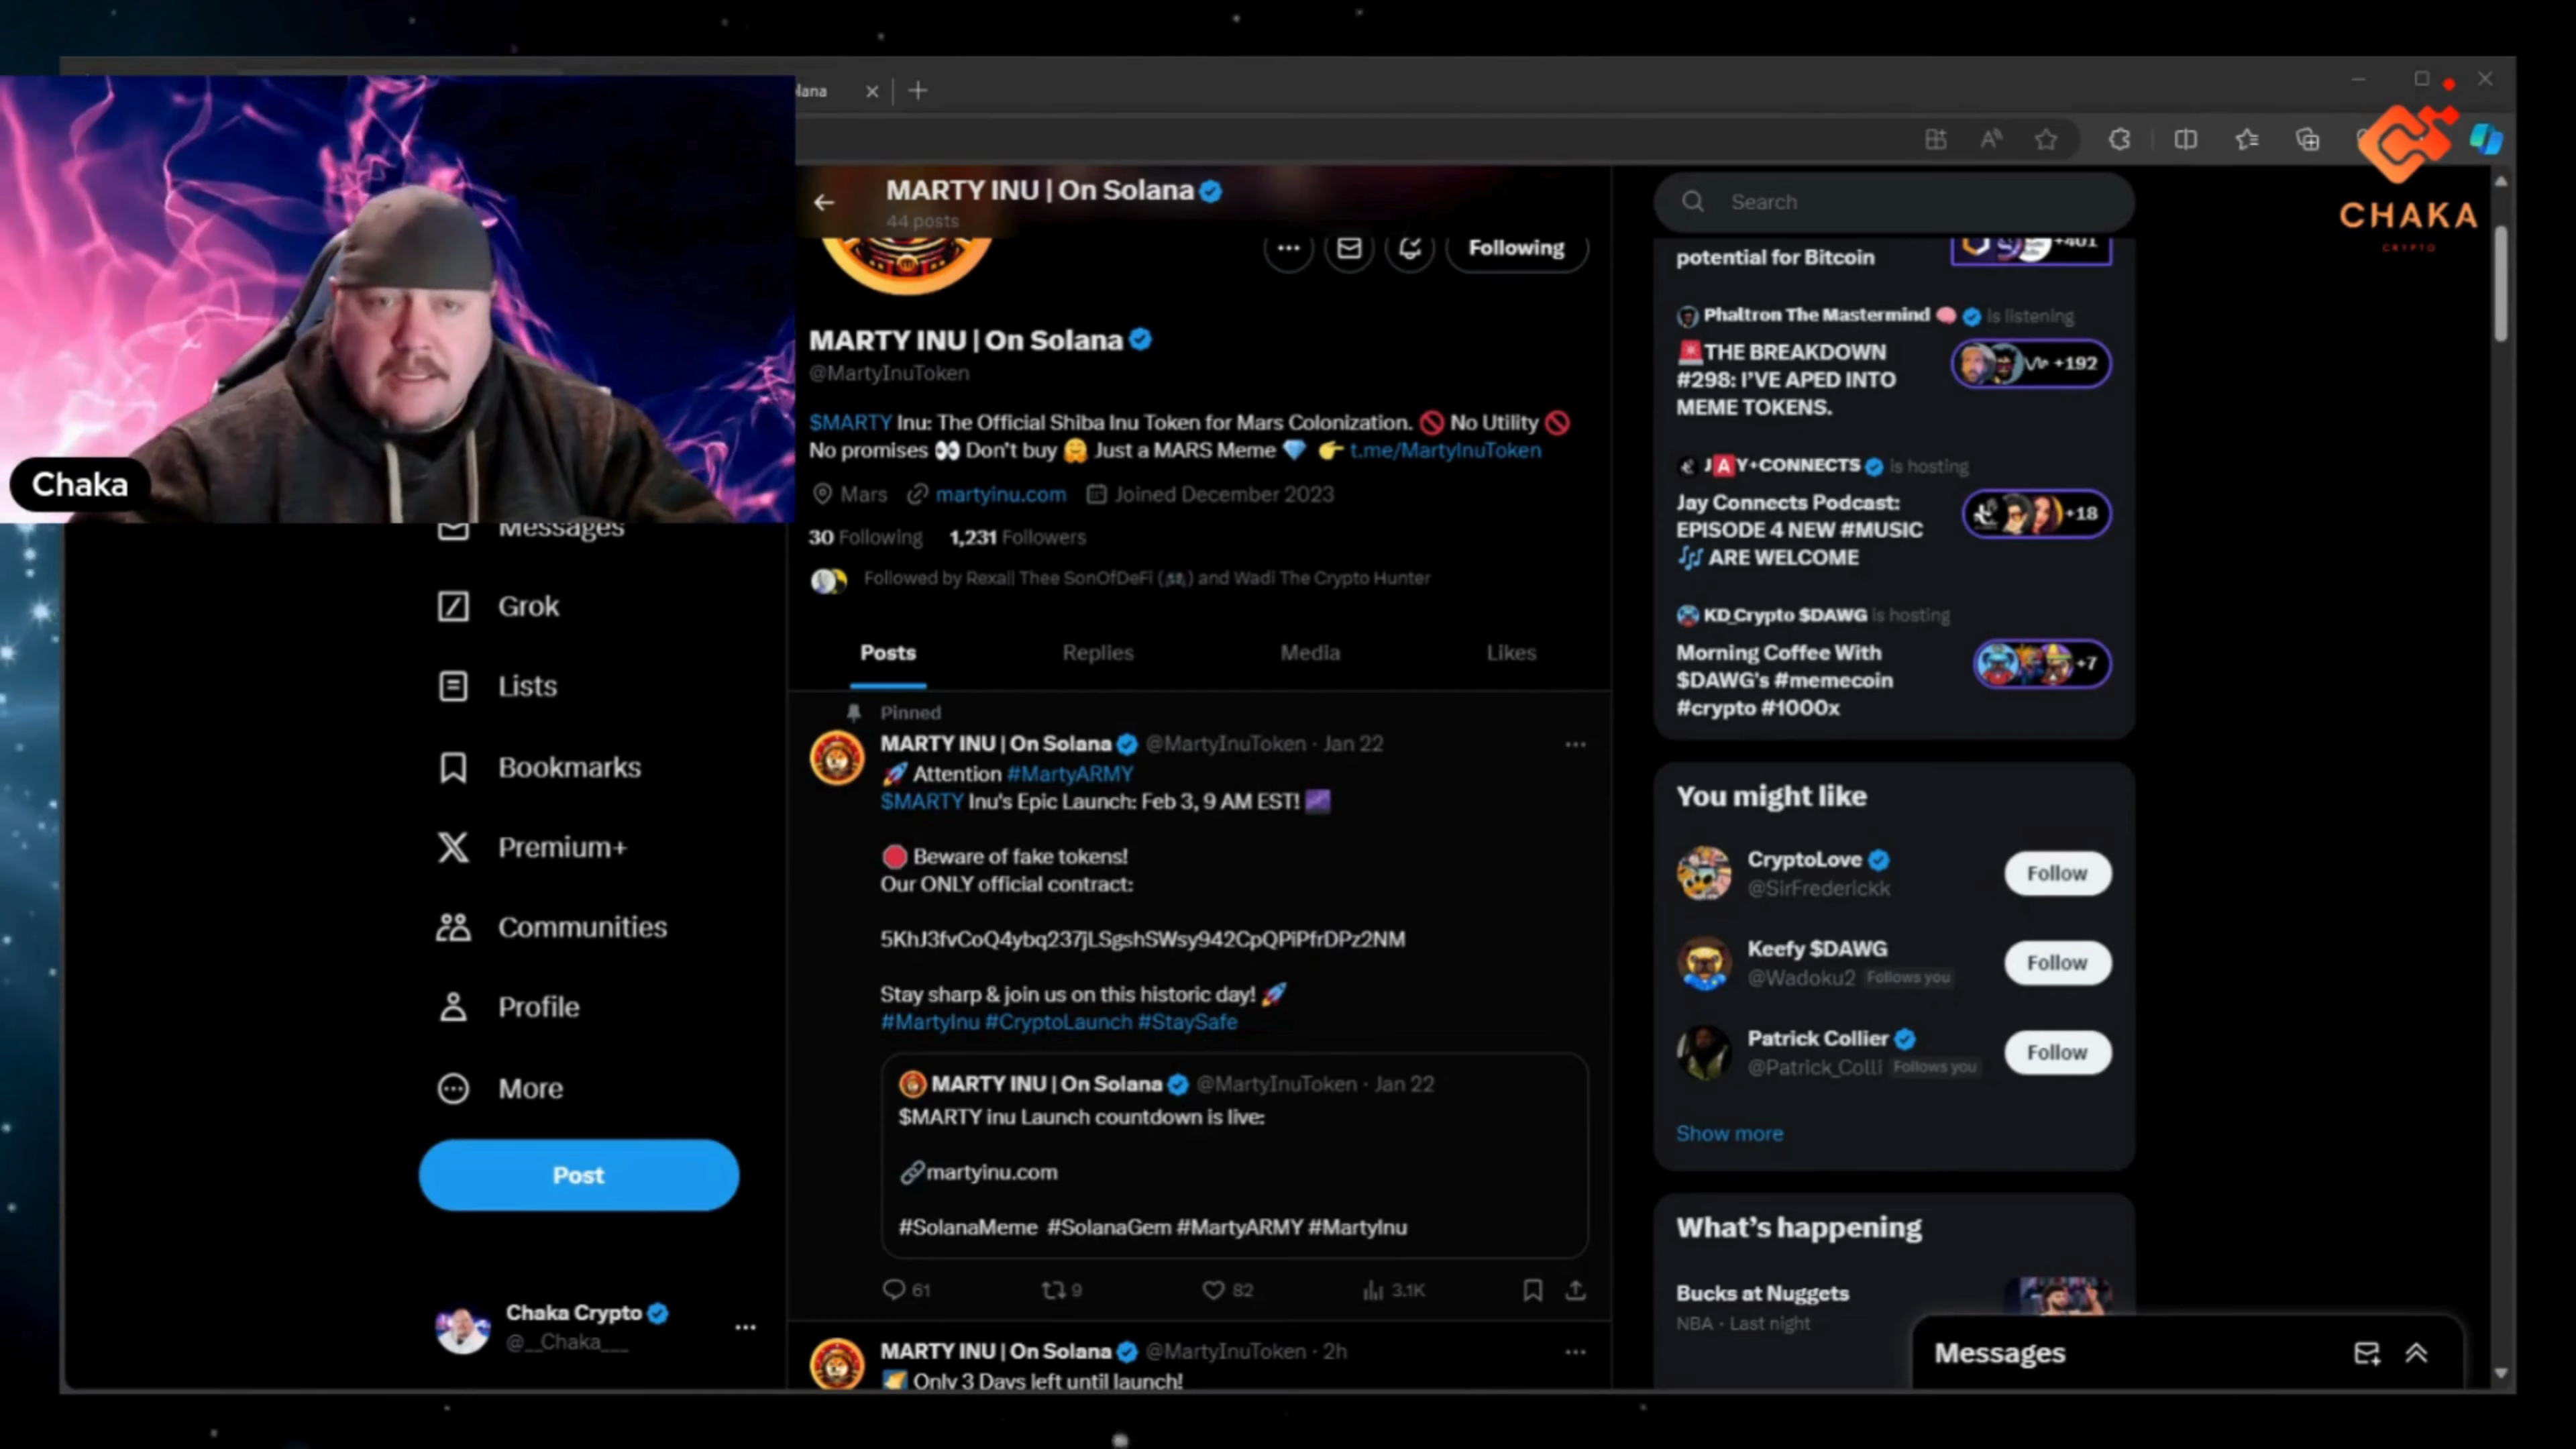 lana
CHAKA
CRYPTO
Chaka
MARTY INU | On Solana
44 posts
Following
MARTY INU | On Solana
@MartyInuToken
$MARTY Inu: The Official Shiba Inu Token for Mars Colonization. 🚫 No Utility 🚫
No promises 👀 Don't buy 🤗 Just a MARS Meme 💎 👉 t.me/MartyInuToken
Mars martyinu.com Joined December 2023
30 Following 1,231 Followers
Followed by Rexall Thee SonOfDeFi and Wadi The Crypto Hunter
Posts Replies Media Likes
Pinned
MARTY INU | On Solana @MartyInuToken · Jan 22
🚀 Attention #MartyARMY
$MARTY Inu's Epic Launch: Feb 3, 9 AM EST!
🛑 Beware of fake tokens!
Our ONLY official contract:
5KhJ3fvCoQ4ybq237jLSgshSWsy942CpQPiPfrDPz2NM
Stay sharp & join us on this historic day! 🚀
#MartyInu #CryptoLaunch #StaySafe
MARTY INU | On Solana @MartyInuToken · Jan 22
$MARTY inu Launch countdown is live:
🔗martyinu.com
#SolanaMeme #SolanaGem #MartyARMY #MartyInu
61 9 82 3.1K
MARTY INU | On Solana @MartyInuToken · 2h
Only 3 Days left until launch!
Messages
Grok
Lists
Bookmarks
Premium+
Communities
Profile
More
Post
Chaka Crypto
@__Chaka___
Search
potential for Bitcoin
+401
Phaltron The Mastermind 🧠 is listening
🚨THE BREAKDOWN
#298: I'VE APED INTO
MEME TOKENS.
+192
J🅰Y+CONNECTS is hosting
Jay Connects Podcast:
EPISODE 4 NEW #MUSIC
🎶 ARE WELCOME
+18
KD_Crypto $DAWG is hosting
Morning Coffee With
$DAWG's #memecoin
#crypto #1000x
+7
You might like
CryptoLove
@SirFrederickk
Follow
Keefy $DAWG
@Wadoku2 Follows you
Follow
Patrick Collier
@Patrick_Colli Follows you
Follow
Show more
What's happening
Bucks at Nuggets
NBA · Last night
Messages